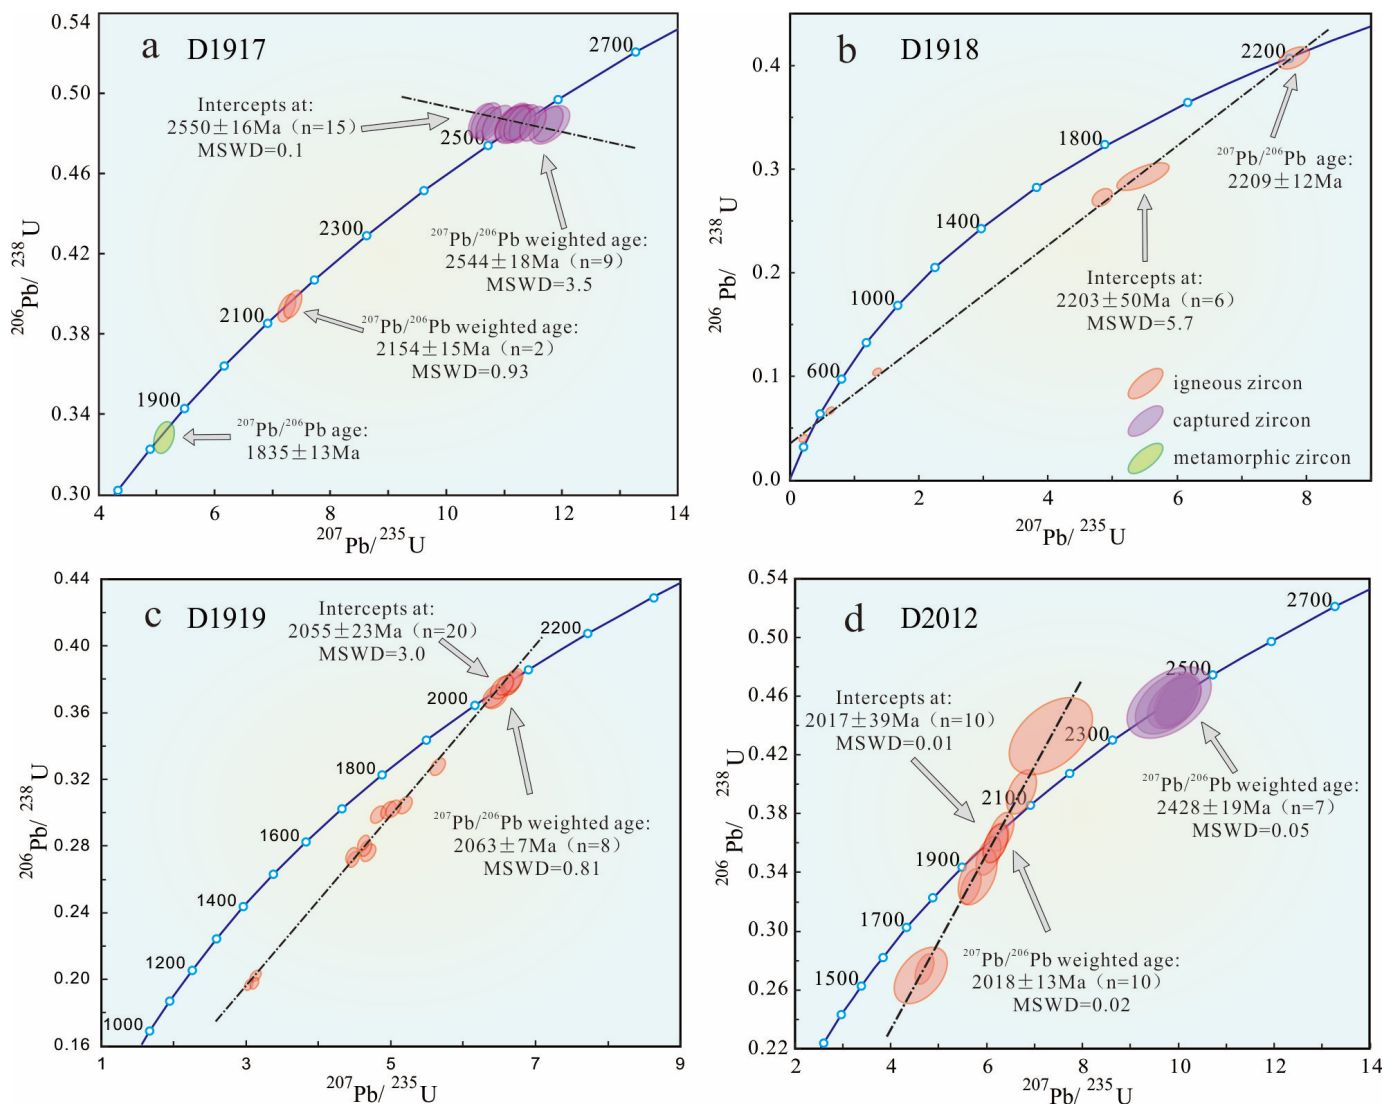 a D1917
0.54
0.50
0.46
0.42
0.38
0.34
0.30
206Pb/ 238U
4 6 8 10 12 14
207Pb/ 235U
2700
2500
2300
2100
1900
Intercepts at:
2550±16Ma (n=15)
MSWD=0.1
207Pb/206Pb weighted age:
2544±18Ma (n=9)
MSWD=3.5
207Pb/206Pb weighted age:
2154±15Ma (n=2)
MSWD=0.93
207Pb/206Pb age:
1835±13Ma
b D1918
0.4
0.3
0.2
0.1
0.0
206Pb/ 238U
0 2 4 6 8
207Pb/ 235U
2200
1800
1400
1000
600
207Pb/206Pb age:
2209±12Ma
Intercepts at:
2203±50Ma (n=6)
MSWD=5.7
igneous zircon
captured zircon
metamorphic zircon
c D1919
0.44
0.40
0.36
0.32
0.28
0.24
0.20
0.16
206Pb/ 238U
1 3 5 7 9
207Pb/ 235U
2200
2000
1800
1600
1400
1200
1000
Intercepts at:
2055±23Ma (n=20)
MSWD=3.0
207Pb/206Pb weighted age:
2063±7Ma (n=8)
MSWD=0.81
d D2012
0.54
0.50
0.46
0.42
0.38
0.34
0.30
0.26
0.22
206Pb/ 238U
2 4 6 8 10 12 14
207Pb/ 235U
2700
2500
2300
2100
1900
1700
1500
Intercepts at:
2017±39Ma (n=10)
MSWD=0.01
207Pb/206Pb weighted age:
2428±19Ma (n=7)
MSWD=0.05
207Pb/206Pb weighted age:
2018±13Ma (n=10)
MSWD=0.02